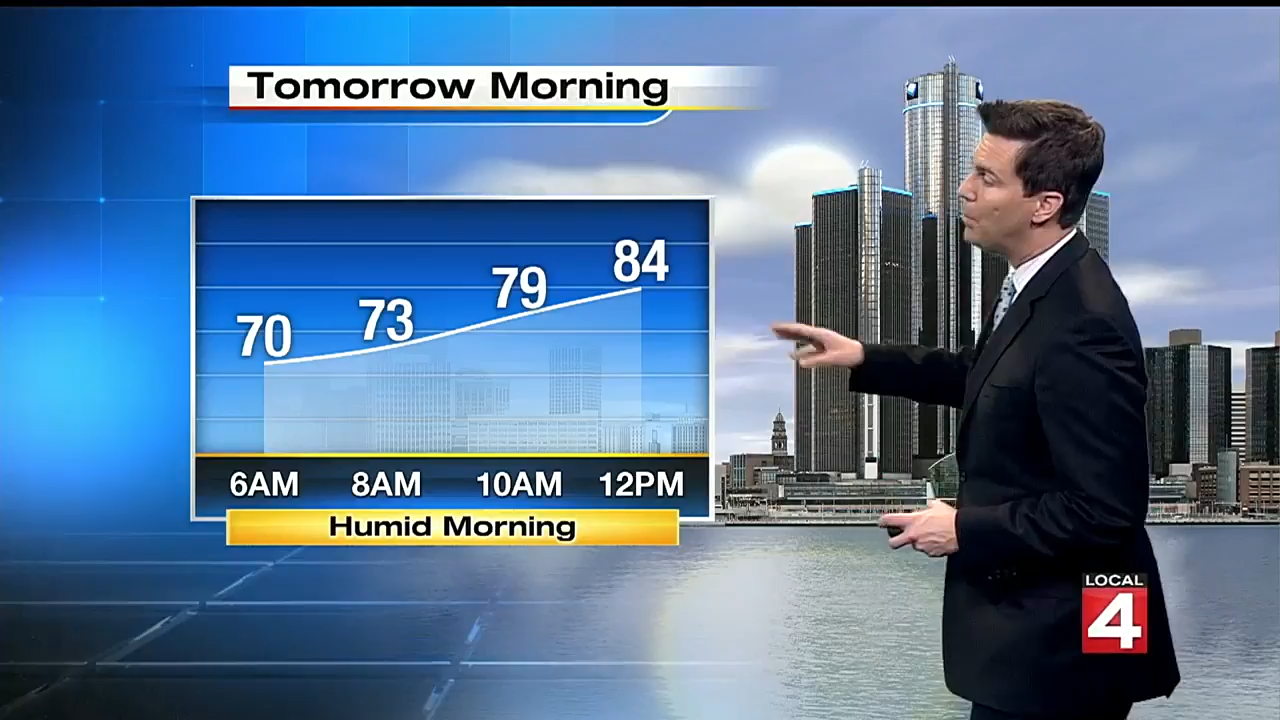 Tomorrow Morning
70 73 79 84
6AM 8AM 10AM 12PM
Humid Morning
LOCAL
4